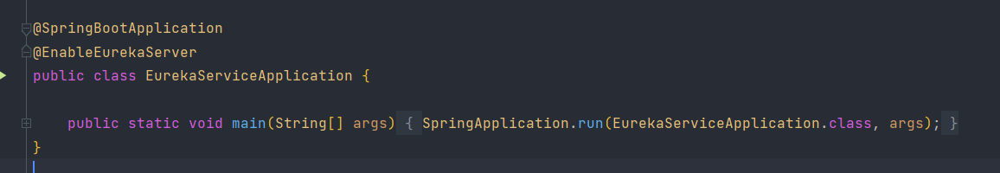 @SpringBootApplication
@EnableEurekaServer
public class EurekaServiceApplication {
public static void main(String[] args) { SpringApplication.run(EurekaServiceApplication.class, args); }
}